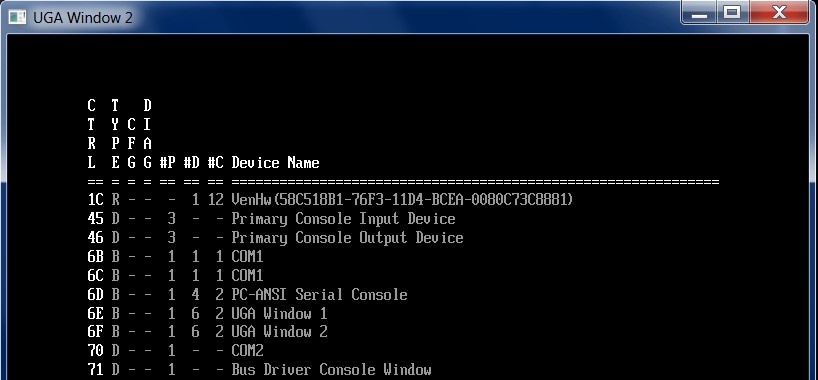 UGA Window 2
C T   D
T Y C I
R P F A
L E G G #P #D #C Device Name
== = = = == == == =============================================================
1C R - - - 1 12 VenHw(58C518B1-76F3-11D4-BCEA-0080C73C8881)
45 D - - 3 - - Primary Console Input Device
46 D - - 3 - - Primary Console Output Device
6B B - - 1 1 1 COM1
6C B - - 1 1 1 COM1
6D B - - 1 4 2 PC-ANSI Serial Console
6E B - - 1 6 2 UGA Window 1
6F B - - 1 6 2 UGA Window 2
70 D - - 1 - - COM2
71 D - - 1 - - Bus Driver Console Window